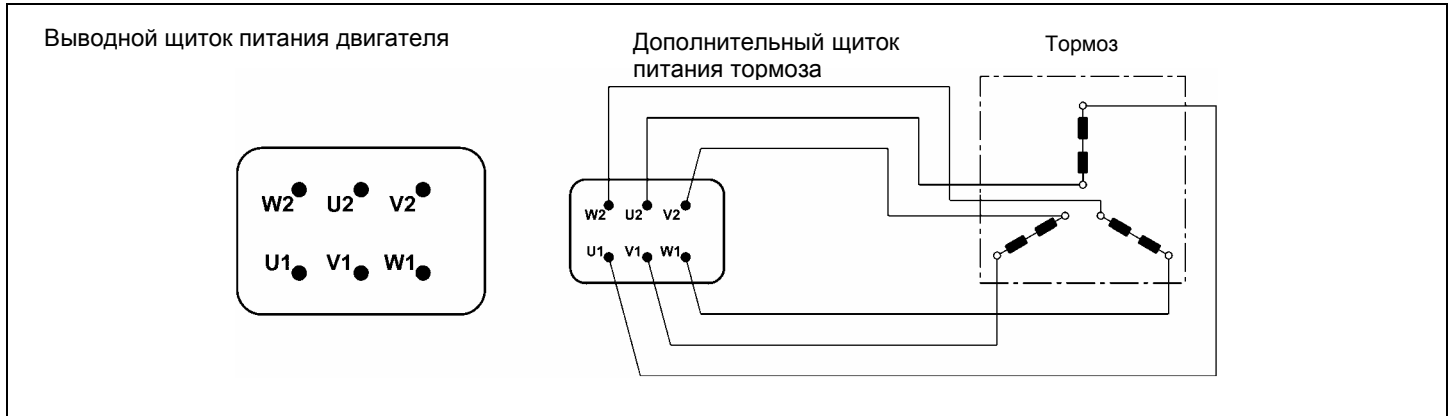 Выводной щиток питания двигателя
Дополнительный щиток
питания тормоза
Тормоз
W2 U2 V2
U1 V1 W1
W2 U2 V2
U1 V1 W1